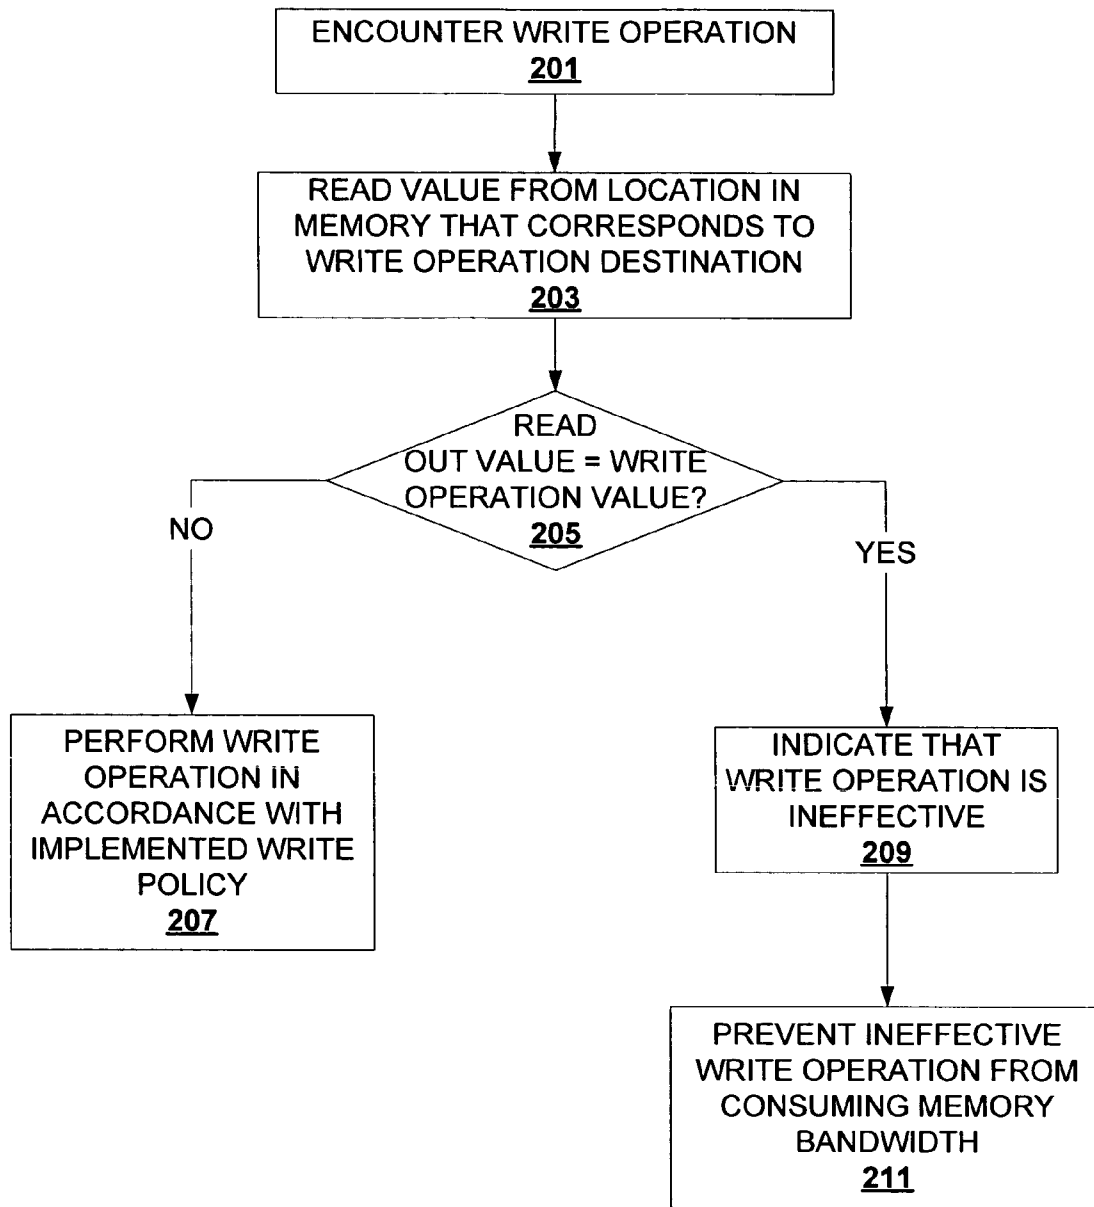 ENCOUNTER WRITE OPERATION
201
READ VALUE FROM LOCATION IN
MEMORY THAT CORRESPONDS TO
WRITE OPERATION DESTINATION
203
READ
OUT VALUE = WRITE
OPERATION VALUE?
205
NO
YES
PERFORM WRITE
OPERATION IN
ACCORDANCE WITH
IMPLEMENTED WRITE
POLICY
207
INDICATE THAT
WRITE OPERATION IS
INEFFECTIVE
209
PREVENT INEFFECTIVE
WRITE OPERATION FROM
CONSUMING MEMORY
BANDWIDTH
211